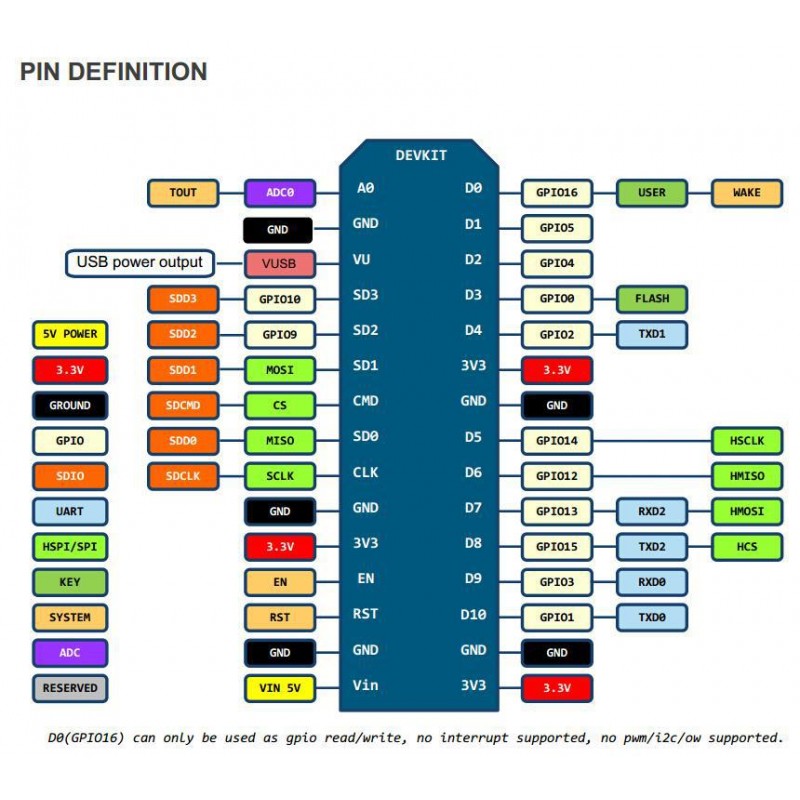 PIN DEFINITION
DEVKIT
TOUT ADC0 A0 D0 GPIO16 USER WAKE
GND GND D1 GPIO5
USB power output VUSB VU D2 GPIO4
SDD3 GPIO10 SD3 D3 GPIO0 FLASH
5V POWER SDD2 GPIO9 SD2 D4 GPIO2 TXD1
3.3V SDD1 MOSI SD1 3V3 3.3V
GROUND SDCMD CS CMD GND GND
GPIO SDD0 MISO SD0 D5 GPIO14 HSCLK
SDIO SDCLK SCLK CLK D6 GPIO12 HMISO
UART GND GND D7 GPIO13 RXD2 HMOSI
HSPI/SPI 3.3V 3V3 D8 GPIO15 TXD2 HCS
KEY EN EN D9 GPIO3 RXD0
SYSTEM RST RST D10 GPIO1 TXD0
ADC GND GND GND GND
RESERVED VIN 5V Vin 3V3 3.3V
D0(GPIO16) can only be used as gpio read/write, no interrupt supported, no pwm/i2c/ow supported.